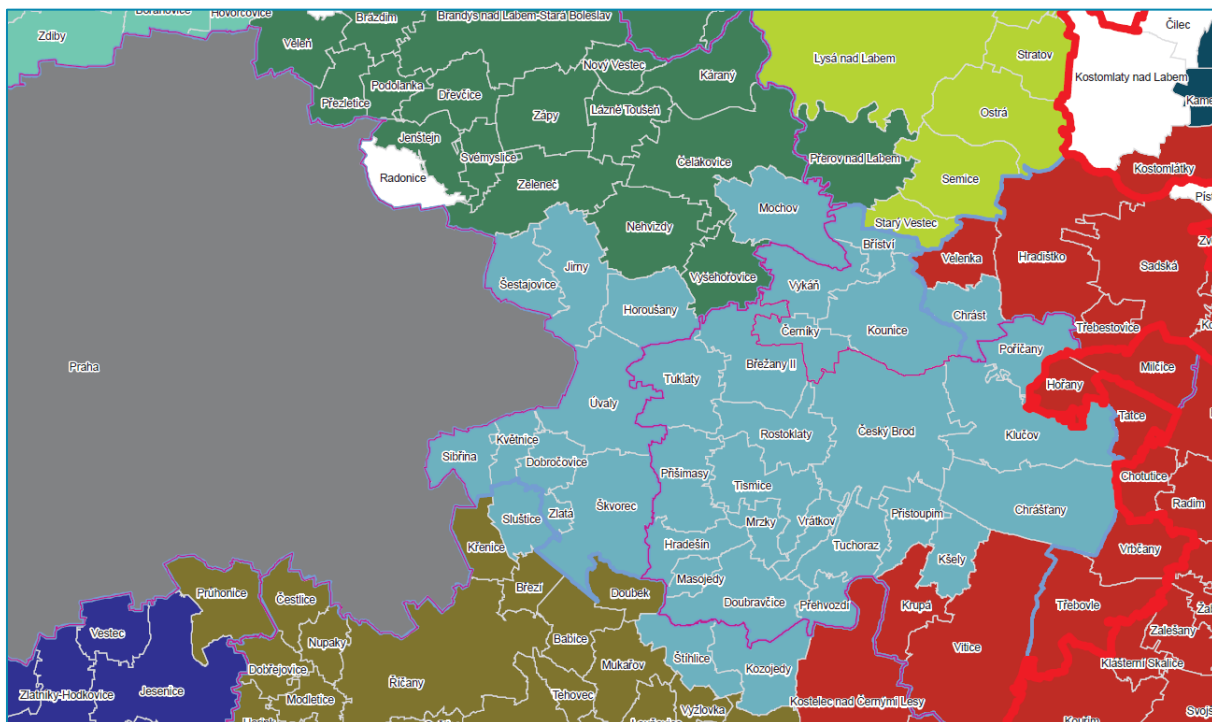 Bořanovice
Hovorčovice
Zdiby
Brázdim
Brandýs nad Labem-Stará Boleslav
Čilec
Veleň
Nový Vestec
Káraný
Lysá nad Labem
Stratov
Kostomlaty nad Labem
Podolanka
Dřevčice
Přezletice
Zápy
Lázně Toušeň
Ostrá
Jenštejn
Svémyslice
Čelákovice
Přerov nad Labem
Kostomlátky
Radonice
Zeleneč
Semice
Mochov
Nehvizdy
Starý Vestec
Bříství
Velenka
Hradištko
Sadská
Jirny
Vyšehořovice
Šestajovice
Vykáň
Horoušany
Chrást
Černíky
Kounice
Třebestovice
Poříčany
Praha
Břežany II
Milčice
Tuklaty
Hořany
Úvaly
Tatce
Rostoklaty
Český Brod
Klučov
Květnice
Sibřina
Dobročovice
Přišimasy
Chotutice
Tismice
Radim
Škvorec
Zlatá
Sluštice
Mrzky
Vrátkov
Přistoupim
Chrášťany
Křenice
Hradešín
Tuchoraz
Vrbčany
Kšely
Masojedy
Březí
Doubek
Průhonice
Čestlice
Doubravčice
Přehvozdí
Krupá
Třebovle
Vestec
Nupaky
Babice
Zalešany
Vitice
Mukařov
Štíhlice
Dobřejovice
Kozojedy
Klášterní Skalice
Zlatníky-Hodkovice
Jesenice
Říčany
Modletice
Tehovec
Kostelec nad Černými Lesy
Vyžlovka
Kouřim